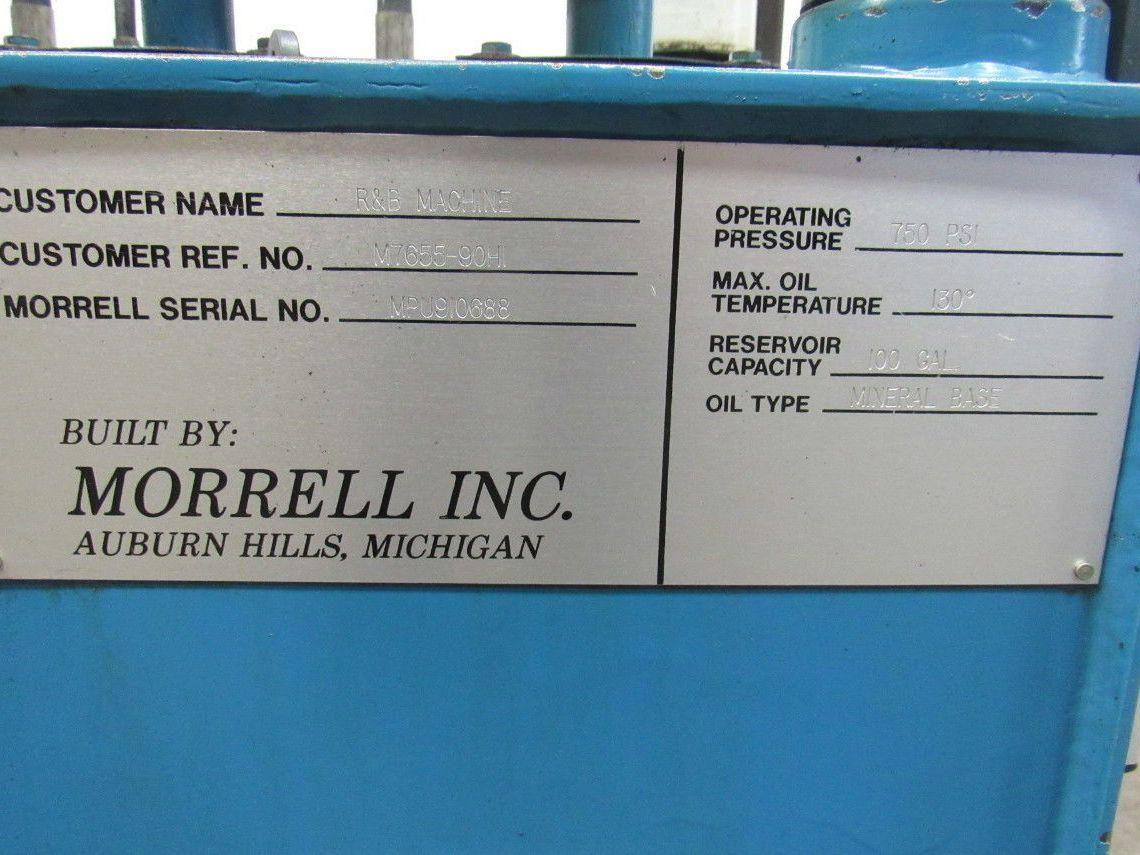 CUSTOMER NAME R&B MACHINE
CUSTOMER REF. NO. M7655-90H1
MORRELL SERIAL NO. MPU910688
BUILT BY:
MORRELL INC.
AUBURN HILLS, MICHIGAN
OPERATING
PRESSURE 750 PSI
MAX. OIL
TEMPERATURE 130°
RESERVOIR
CAPACITY 100 GAL.
OIL TYPE MINERAL BASE